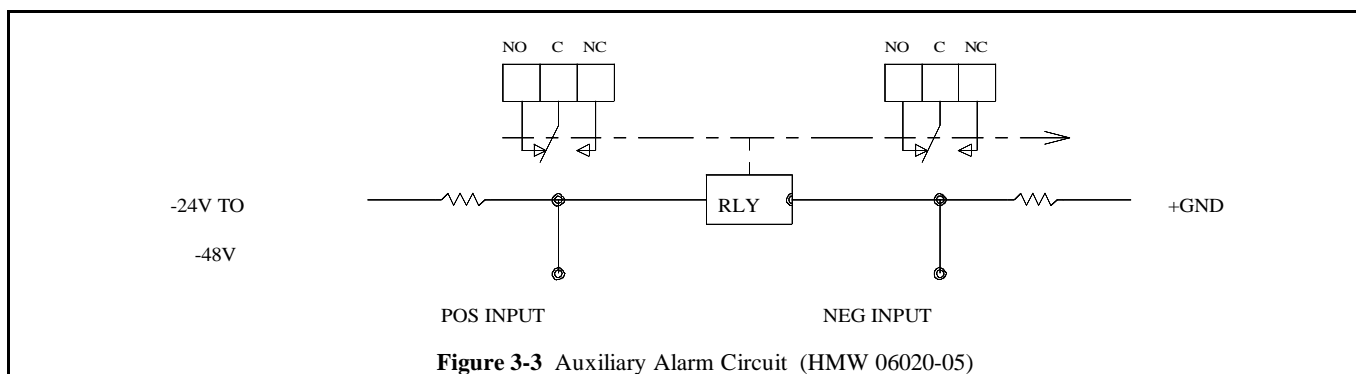 NO C NC NO C NC
RLY
-24V TO
+GND
-48V
POS INPUT NEG INPUT
Figure 3-3 Auxiliary Alarm Circuit (HMW 06020-05)